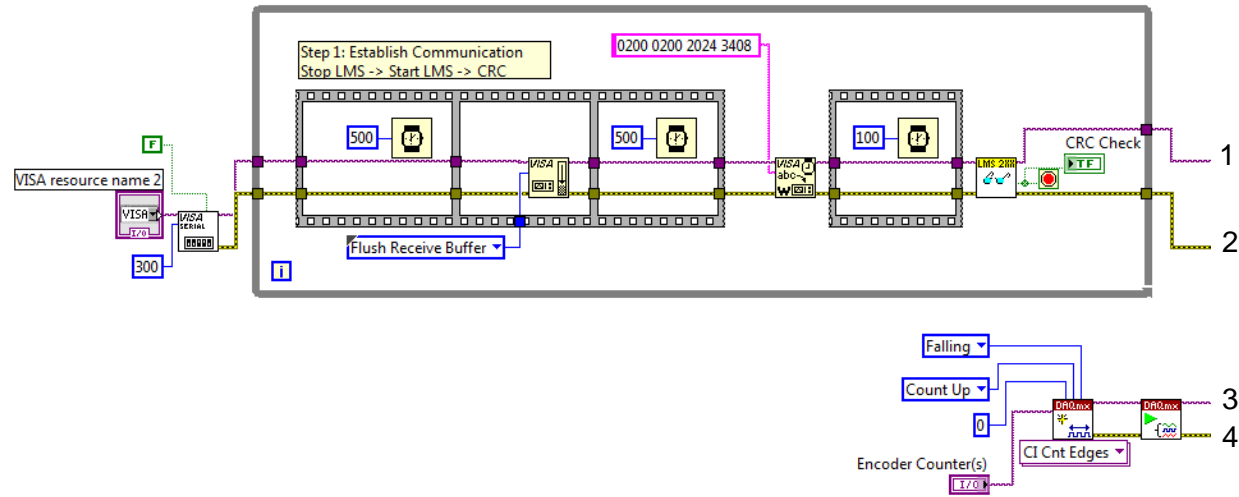 Step 1: Establish Communication
Stop LMS -> Start LMS -> CRC
0200 0200 2024 3408
500
500
100
F
VISA
LMS 2XX
CRC Check
TF
1
VISA resource name 2
VISA
abc
W
VISA
I/O
VISA
SERIAL
300
Flush Receive Buffer
2
i
Falling
Count Up
DAQmx
DAQmx
3
0
4
CI Cnt Edges
Encoder Counter(s)
I/O